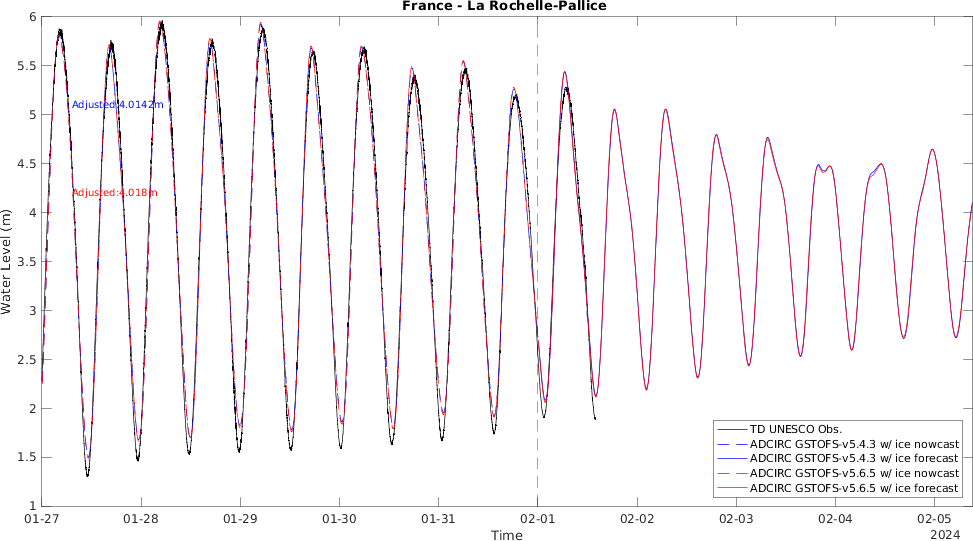 France - La Rochelle-Pallice
6
5.5
5
4.5
4
3.5
3
2.5
2
1.5
1
Water Level (m)
Adjusted:4.0142m
Adjusted:4.018m
01-27 01-28 01-29 01-30 01-31 02-01 02-02 02-03 02-04 02-05
2024
Time
TD UNESCO Obs.
ADCIRC GSTOFS-v5.4.3 w/ ice nowcast
ADCIRC GSTOFS-v5.4.3 w/ ice forecast
ADCIRC GSTOFS-v5.6.5 w/ ice nowcast
ADCIRC GSTOFS-v5.6.5 w/ ice forecast